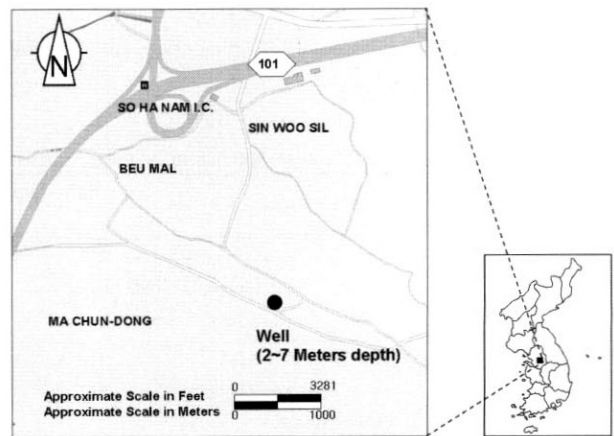 N
101
SO HA NAM I.C.
SIN WOO SIL
BEU MAL
MA CHUN-DONG
Well
(2~7 Meters depth)
0 3281
Approximate Scale in Feet
Approximate Scale in Meters
0 1000